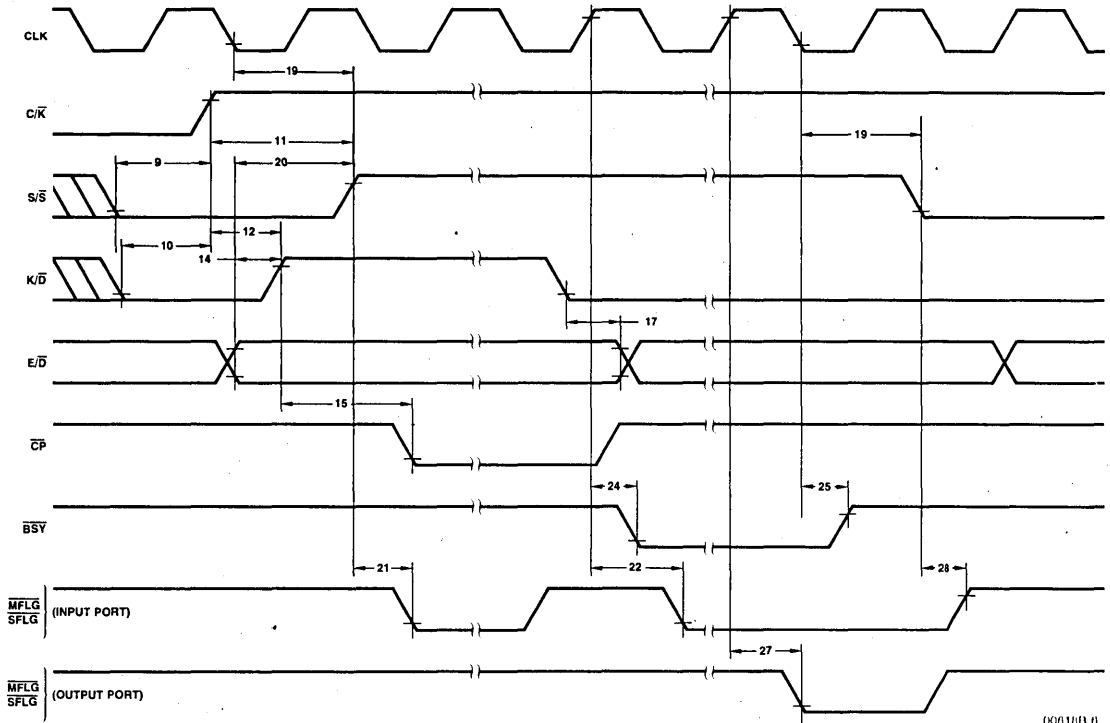 CLK
19
C/K̅
11
9
20
S/S̅
19
10
12
14
K/D̅
17
E/D̅
15
C̅P̅
24
25
B̅S̅Y̅
21
22
28
M̅F̅L̅G̅
S̅F̅L̅G̅ (INPUT PORT)
27
M̅F̅L̅G̅
S̅F̅L̅G̅ (OUTPUT PORT)